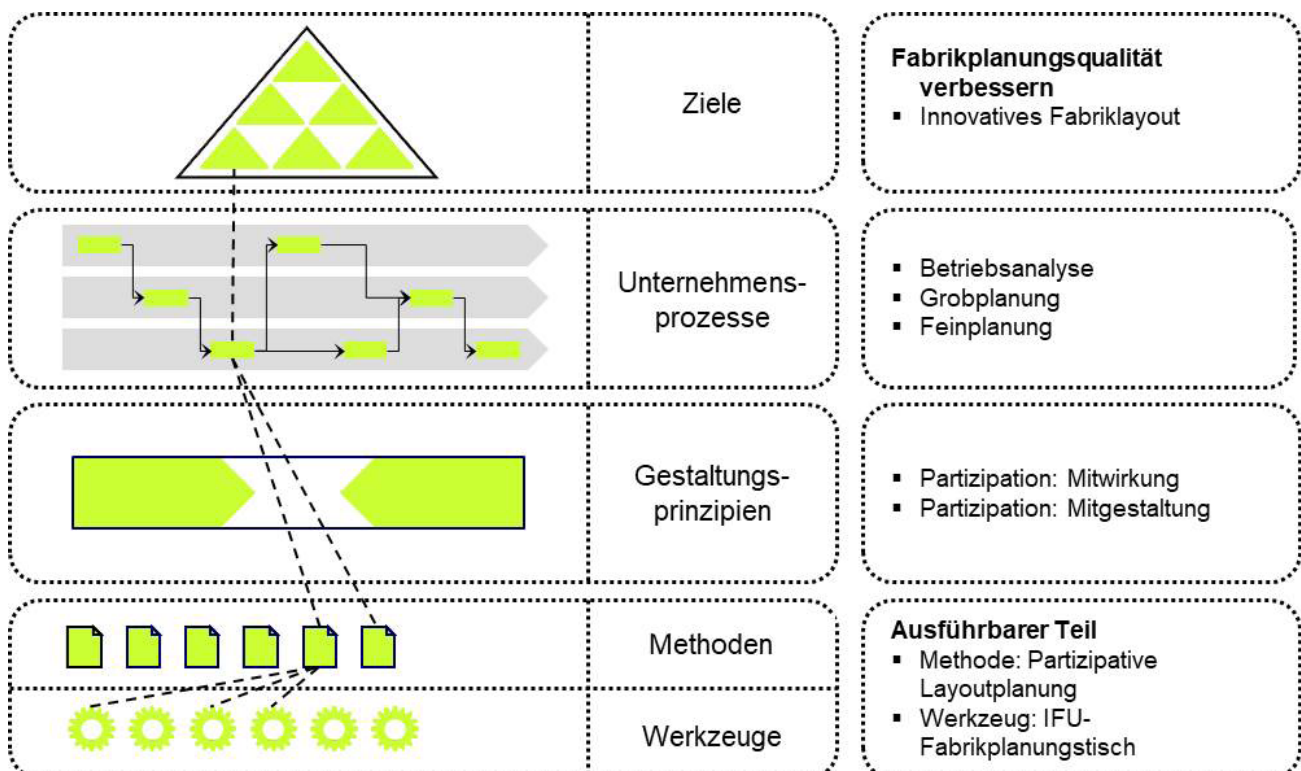 Ziele
Fabrikplanungsqualität
verbessern
▪ Innovatives Fabriklayout
Unternehmens-
prozesse
▪ Betriebsanalyse
▪ Grobplanung
▪ Feinplanung
Gestaltungs-
prinzipien
▪ Partizipation: Mitwirkung
▪ Partizipation: Mitgestaltung
Methoden
Werkzeuge
Ausführbarer Teil
▪ Methode: Partizipative
Layoutplanung
▪ Werkzeug: IFU-
Fabrikplanungstisch